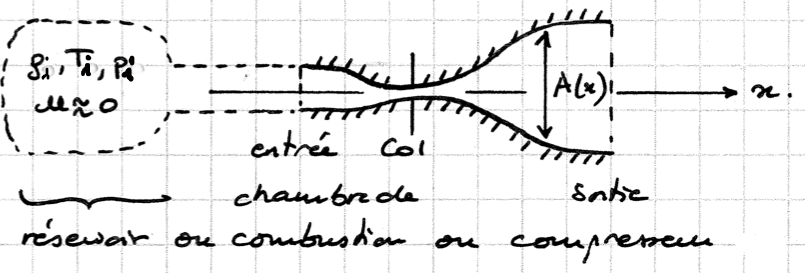 ρi, Ti, Pi
u ≈ 0
A(x)
x.
entrée Col
chambre de Sortie
réservoir ou combustion ou compresseur